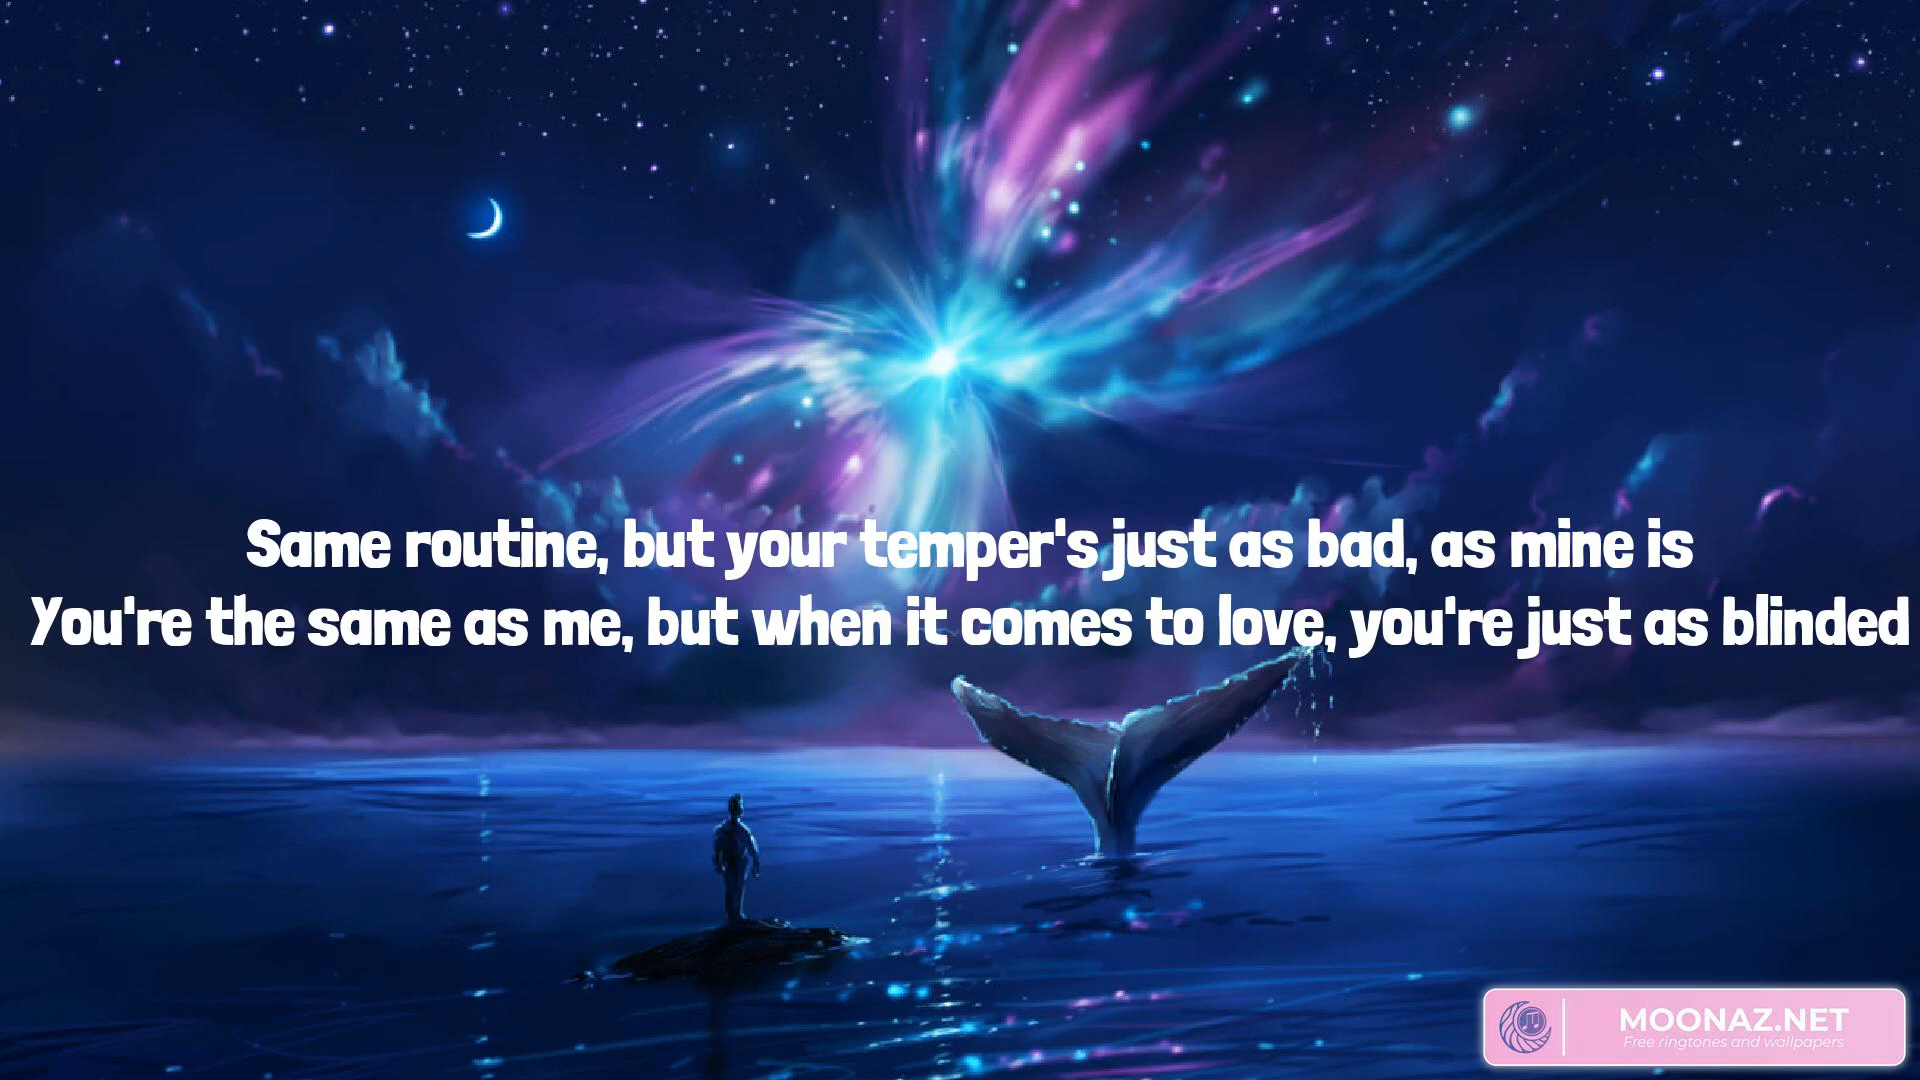 Same routine, but your temper's just as bad, as mine is
You're the same as me, but when it comes to love, you're just as blinded
MOONAZ.NET
Free ringtones and wallpapers